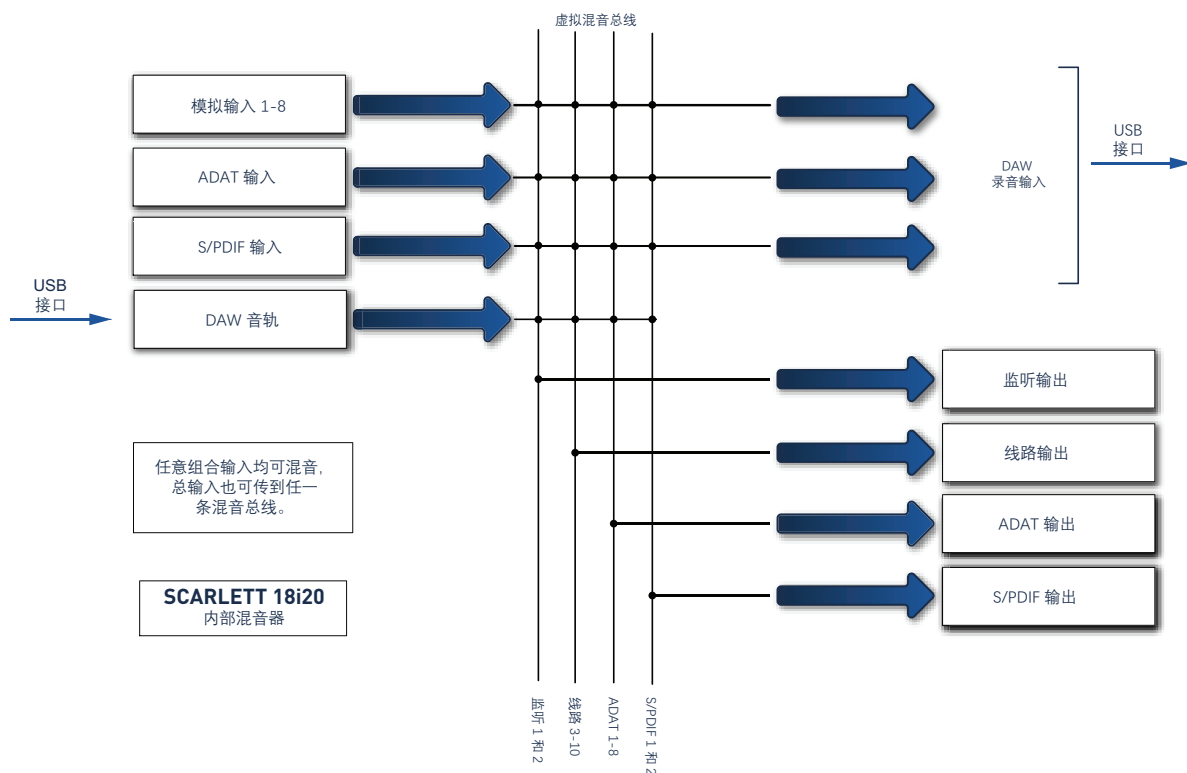 虚拟混音总线
模拟输入 1-8
ADAT 输入
S/PDIF 输入
USB
接口
DAW 音轨
DAW
录音输入
USB
接口
监听输出
线路输出
ADAT 输出
S/PDIF 输出
任意组合输入均可混音,
总输入也可传到任一
条混音总线。
SCARLETT 18i20
内部混音器
监听 1 和 2
线路 3-10
ADAT 1-8
S/PDIF 1 和 2